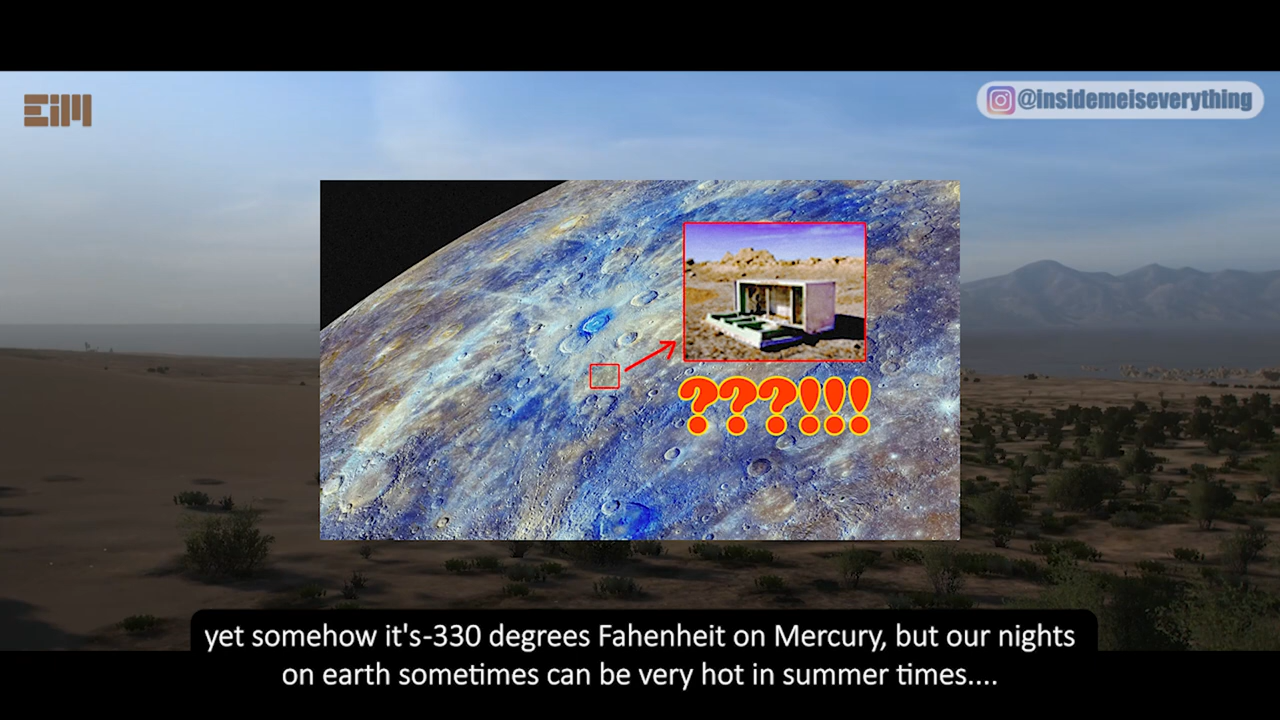 EiM
@insidemeiseverything
???!!!
yet somehow it's-330 degrees Fahenheit on Mercury, but our nights
on earth sometimes can be very hot in summer times....